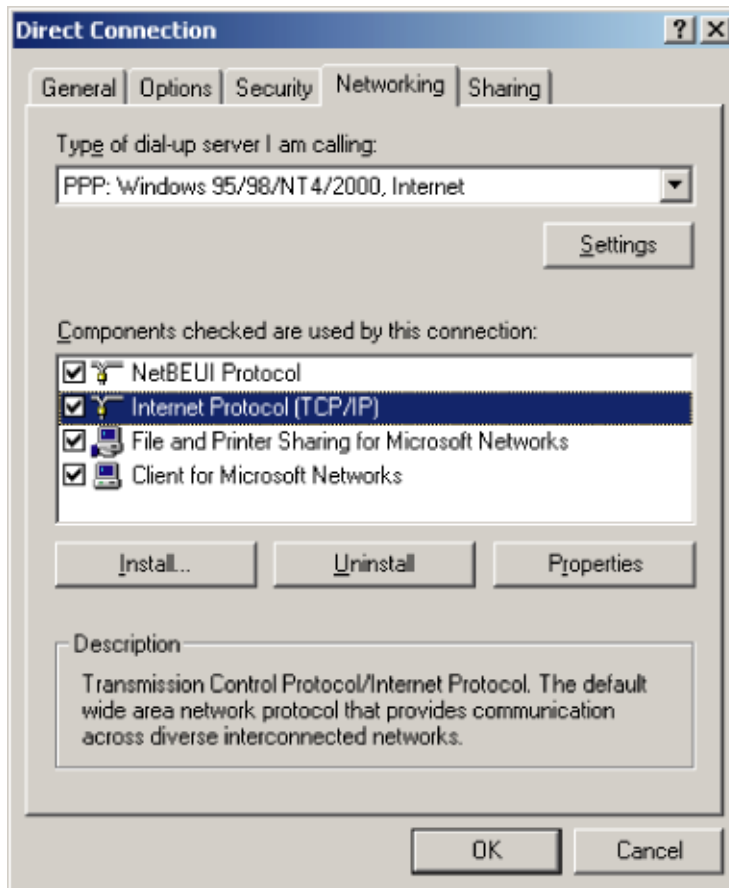 Direct Connection
General Options Security Networking Sharing
Type of dial-up server I am calling:
PPP: Windows 95/98/NT4/2000, Internet
Settings
Components checked are used by this connection:
NetBEUI Protocol
Internet Protocol (TCP/IP)
File and Printer Sharing for Microsoft Networks
Client for Microsoft Networks
Install... Uninstall Properties
Description
Transmission Control Protocol/Internet Protocol. The default
wide area network protocol that provides communication
across diverse interconnected networks.
OK Cancel